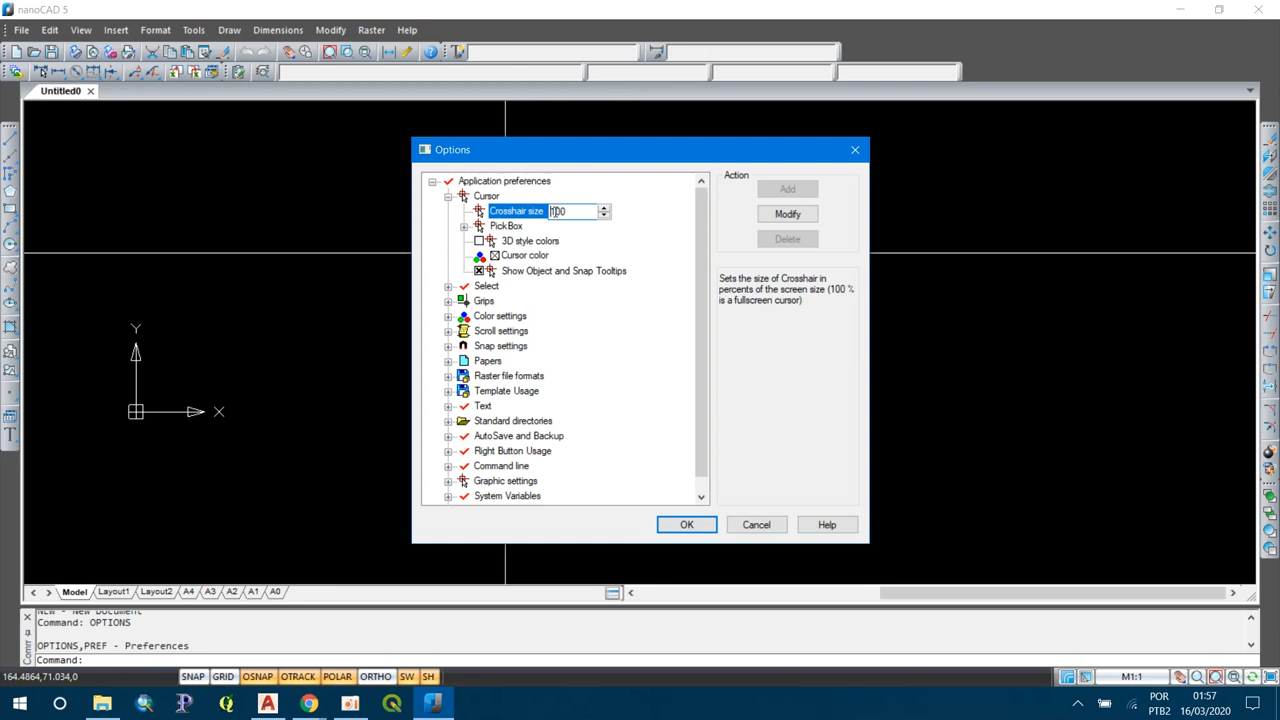 nanoCAD 5
File Edit View Insert Format Tools Draw Dimensions Modify Raster Help
Untitled0
Options
Application preferences
Cursor
Crosshair size 100
PickBox
3D style colors
Cursor color
Show Object and Snap Tooltips
Select
Grips
Color settings
Scroll settings
Snap settings
Papers
Raster file formats
Template Usage
Text
Standard directories
AutoSave and Backup
Right Button Usage
Command line
Graphic settings
System Variables
Action
Add
Modify
Delete
Sets the size of Crosshair in
percents of the screen size (100 %
is a fullscreen cursor)
OK Cancel Help
Y
X
Model Layout1 Layout2 A4 A3 A2 A1 A0
NEW - New Document
Command: OPTIONS
OPTIONS,PREF - Preferences
Command:
164.4864,71.034,0 SNAP GRID OSNAP OTRACK POLAR ORTHO SW SH M1:1
POR 01:57
PTB2 16/03/2020